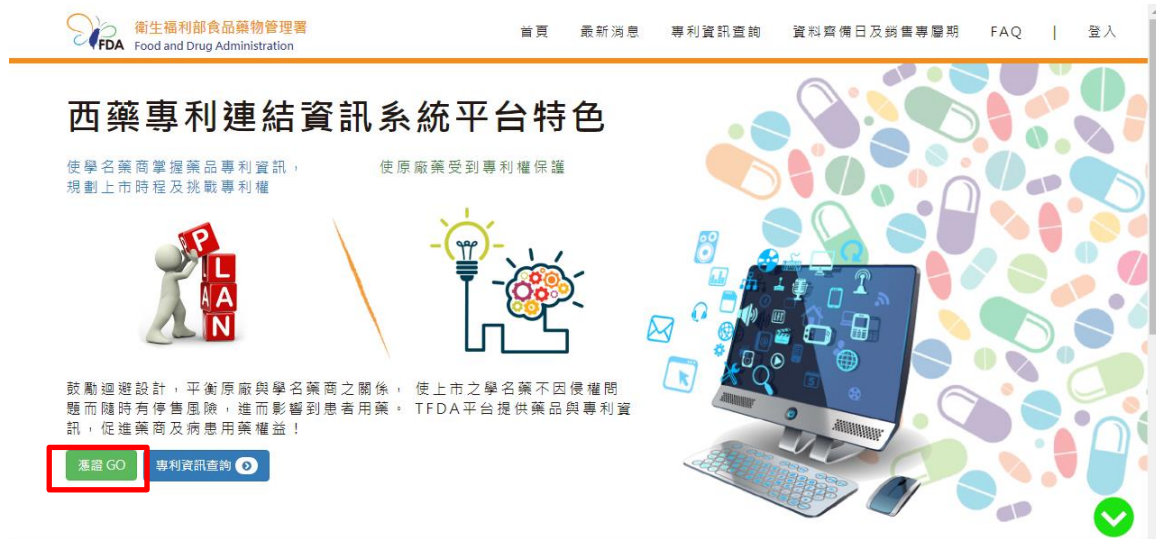 衛生福利部食品藥物管理署
FDA Food and Drug Administration
首頁 最新消息 專利資訊查詢 資料齊備日及銷售專屬期 FAQ | 登入
西藥專利連結資訊系統平台特色
使學名藥商掌握藥品專利資訊，
規劃上市時程及挑戰專利權
使原廠藥受到專利權保護
P
L
L A
A N
鼓勵迴避設計，平衡原廠與學名藥商之關係， 使上市之學名藥不因侵權問
題而隨時有停售風險，進而影響到患者用藥。 TFDA平台提供藥品與專利資
訊，促進藥商及病患用藥權益！
憑證 GO 專利資訊查詢